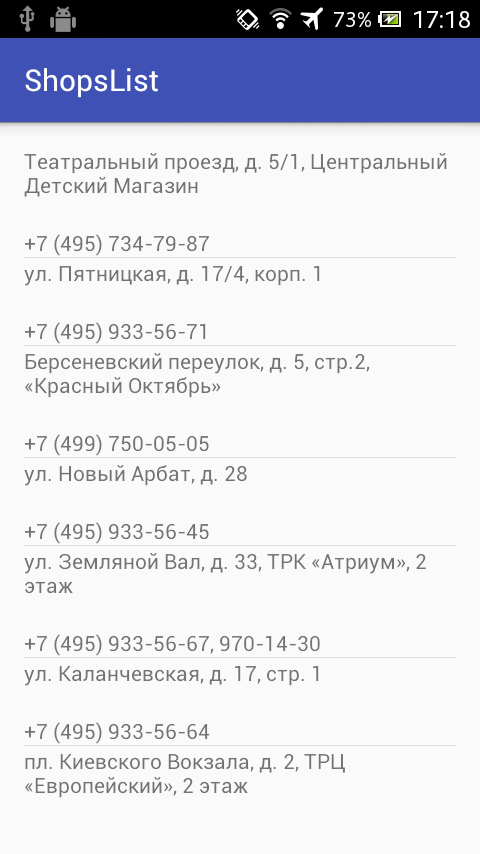 73% 17:18
ShopsList
Театральный проезд, д. 5/1, Центральный
Детский Магазин
+7 (495) 734-79-87
ул. Пятницкая, д. 17/4, корп. 1
+7 (495) 933-56-71
Берсеневский переулок, д. 5, стр.2,
«Красный Октябрь»
+7 (499) 750-05-05
ул. Новый Арбат, д. 28
+7 (495) 933-56-45
ул. Земляной Вал, д. 33, ТРК «Атриум», 2
этаж
+7 (495) 933-56-67, 970-14-30
ул. Каланчевская, д. 17, стр. 1
+7 (495) 933-56-64
пл. Киевского Вокзала, д. 2, ТРЦ
«Европейский», 2 этаж